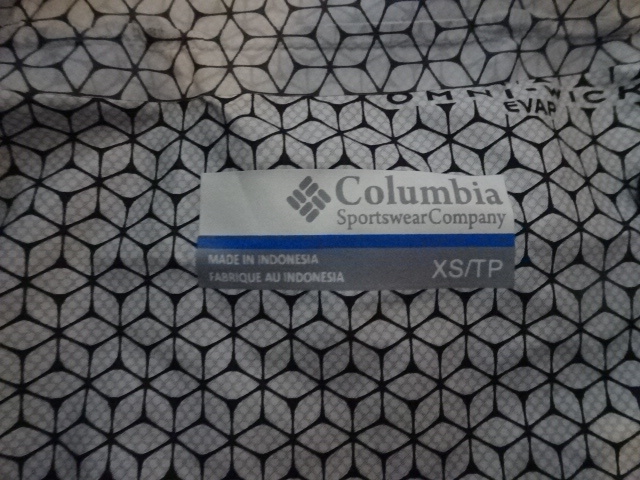 OMNI-WICK
EVAP
Columbia
SportswearCompany
MADE IN INDONESIA
FABRIQUE AU INDONESIA
XS/TP